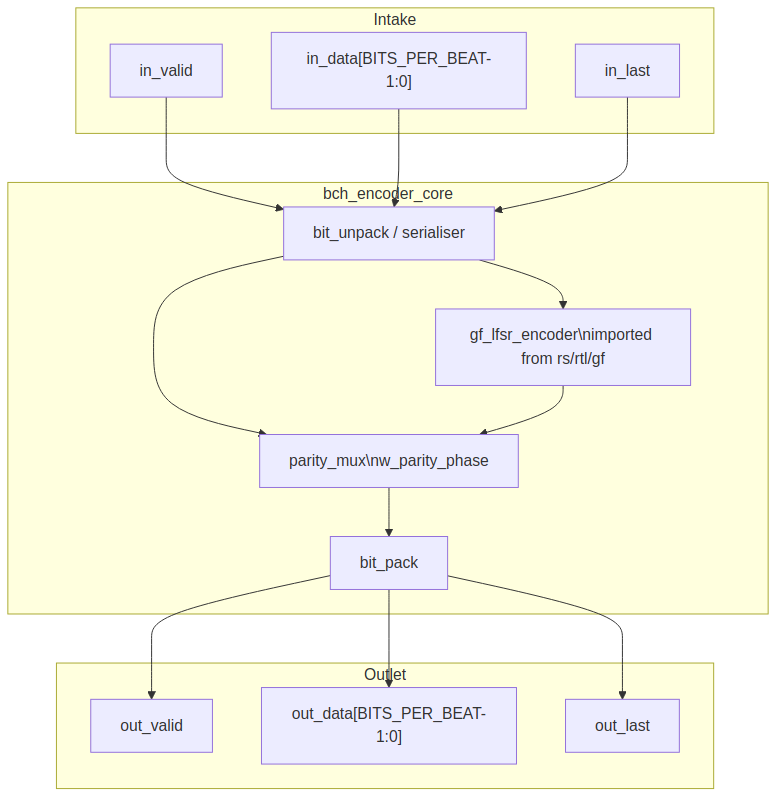 Intake
in_valid
in_data[BITS_PER_BEAT-
1:0]
in_last
bch_encoder_core
bit_unpack / serialiser
gf_lfsr_encoder\nimported
from rs/rtl/gf
parity_mux\nw_parity_phase
bit_pack
Outlet
out_valid
out_data[BITS_PER_BEAT-
1:0]
out_last